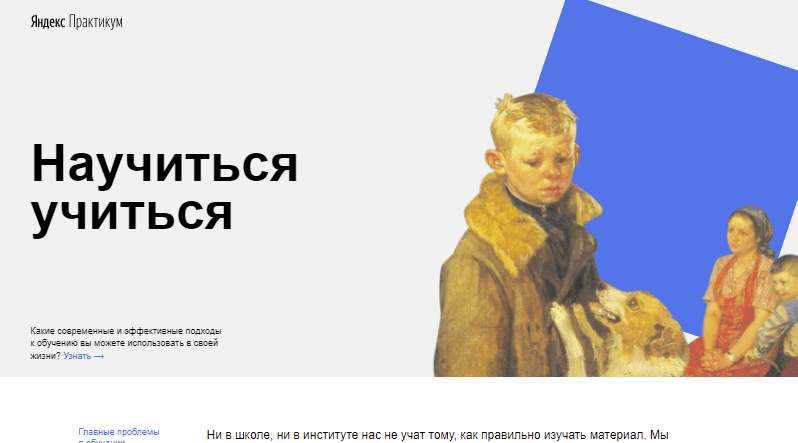 Яндекс Практикум
Научиться
учиться
Какие современные и эффективные подходы
к обучению вы можете использовать в своей
жизни? Узнать →
Главные проблемы
в обучении
Ни в школе, ни в институте нас не учат тому, как правильно изучать материал. Мы